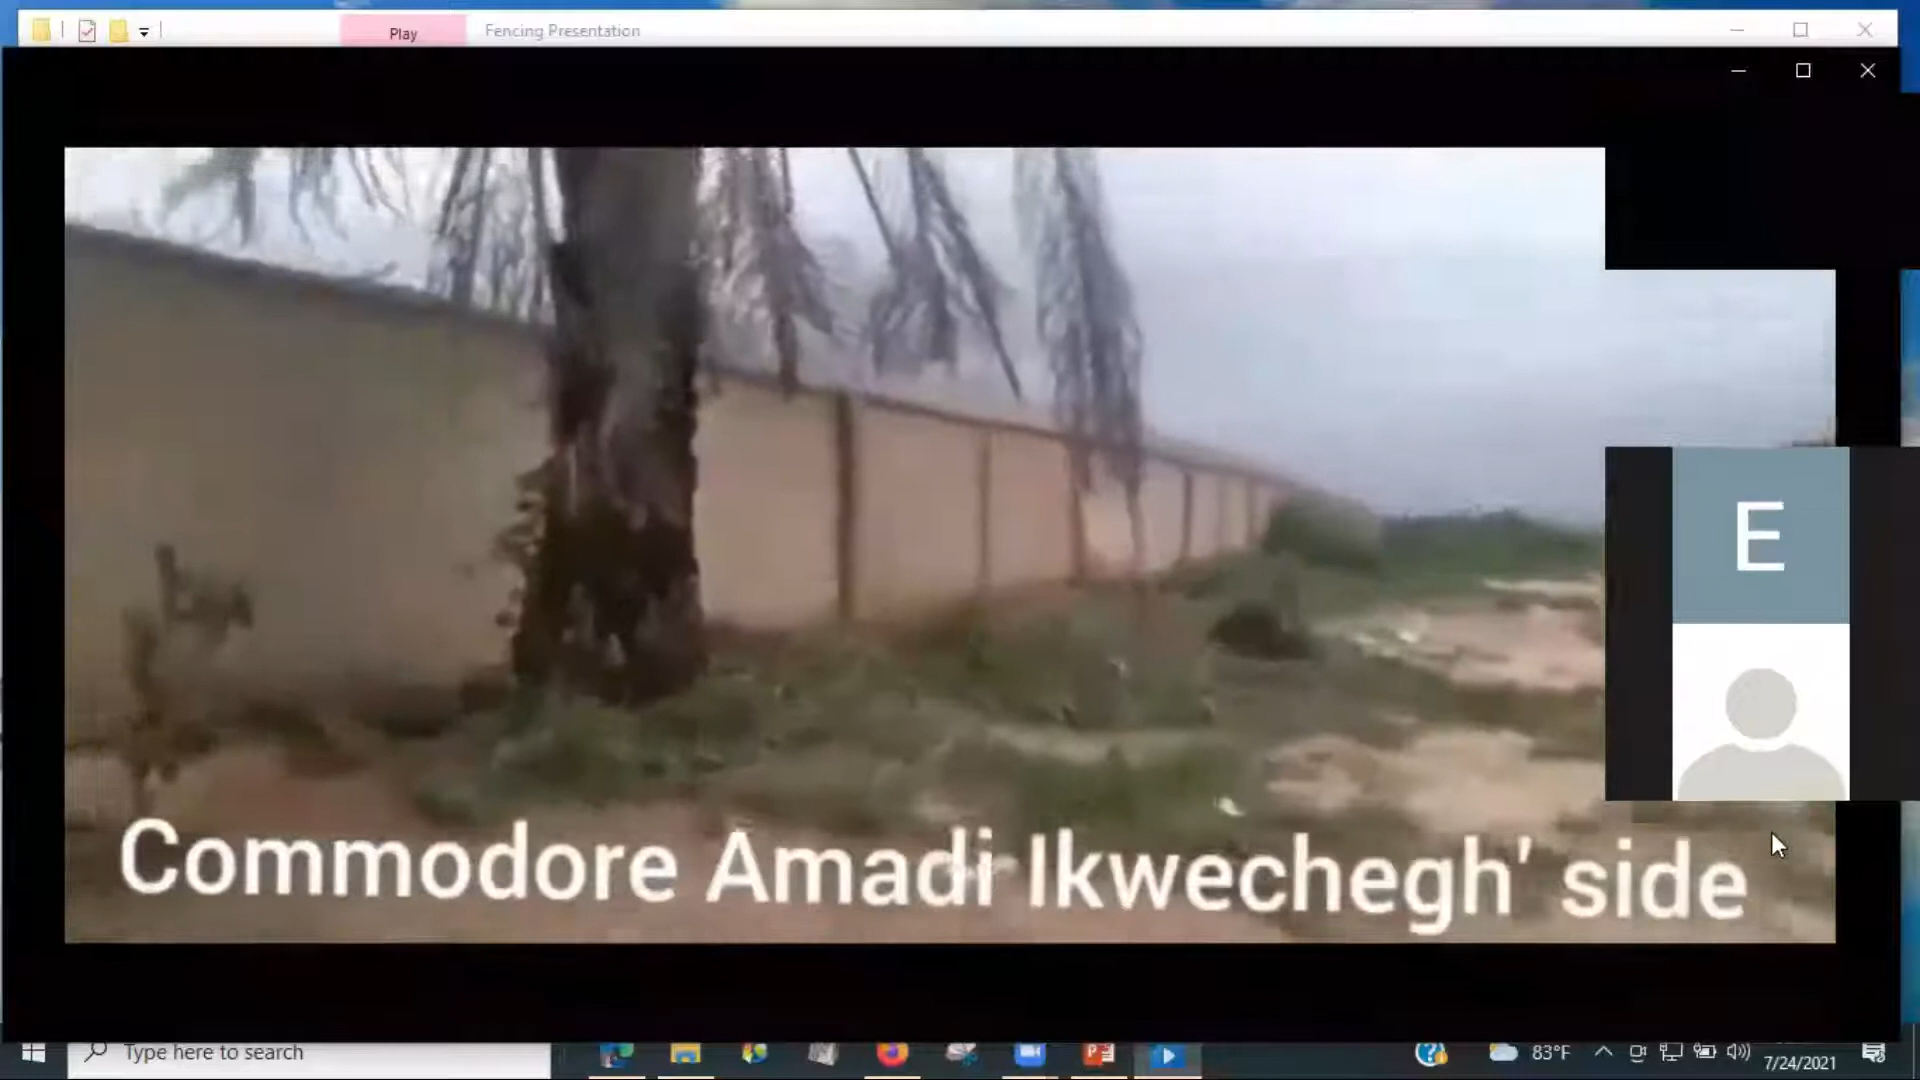 Play
Fencing Presentation
E
Commodore Amadi Ikwechegh' side
Type here to search
83°F
7/24/2021